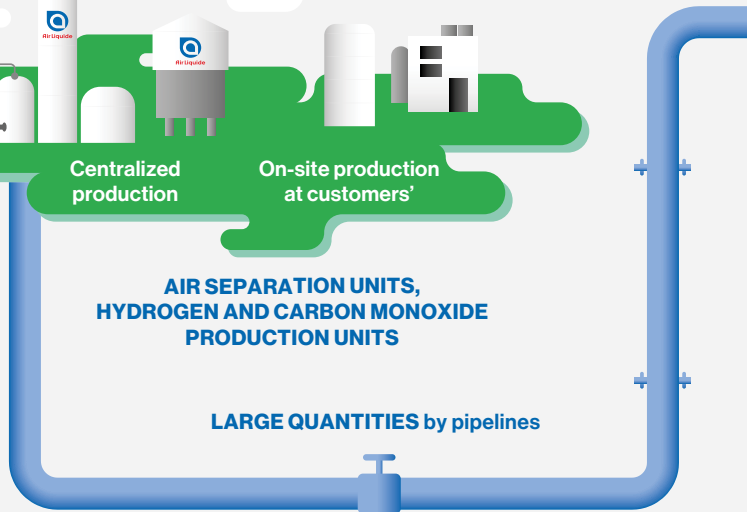 Air Liquide
Air Liquide
Centralized
production
On-site production
at customers’
AIR SEPARATION UNITS,
HYDROGEN AND CARBON MONOXIDE
PRODUCTION UNITS
LARGE QUANTITIES by pipelines